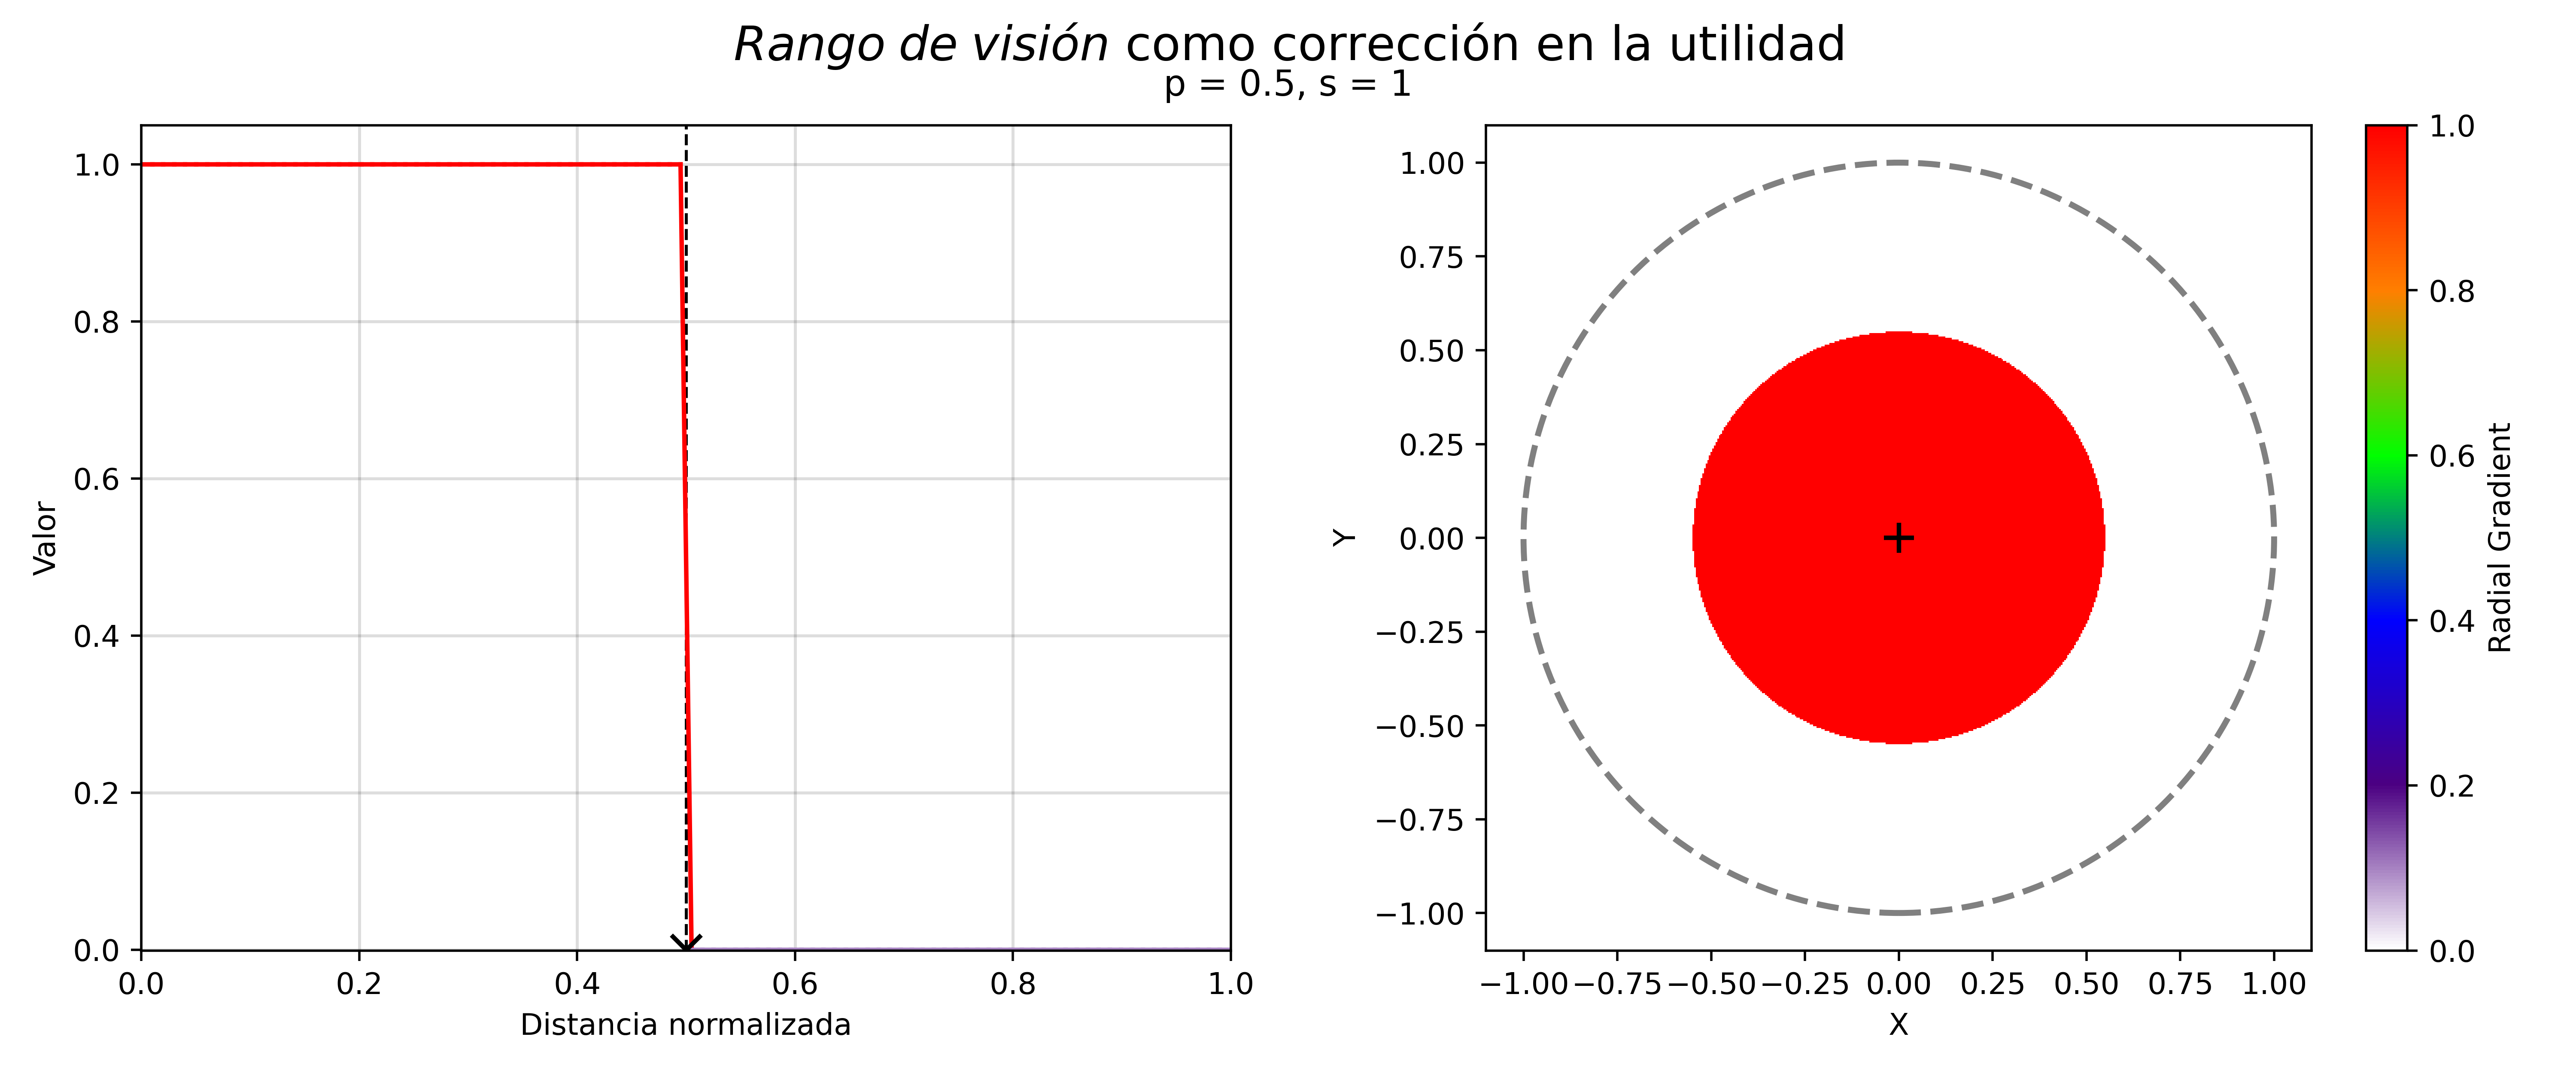 Rango de visión como corrección en la utilidad
p = 0.5, s = 1
1.0
0.8
0.6
0.4
0.2
0.0
Valor
0.0 0.2 0.4 0.6 0.8 1.0
Distancia normalizada
1.00
0.75
0.50
0.25
0.00
−0.25
−0.50
−0.75
−1.00
Y
−1.00 −0.75 −0.50 −0.25 0.00 0.25 0.50 0.75 1.00
X
1.0
0.8
0.6
0.4
0.2
0.0
Radial Gradient